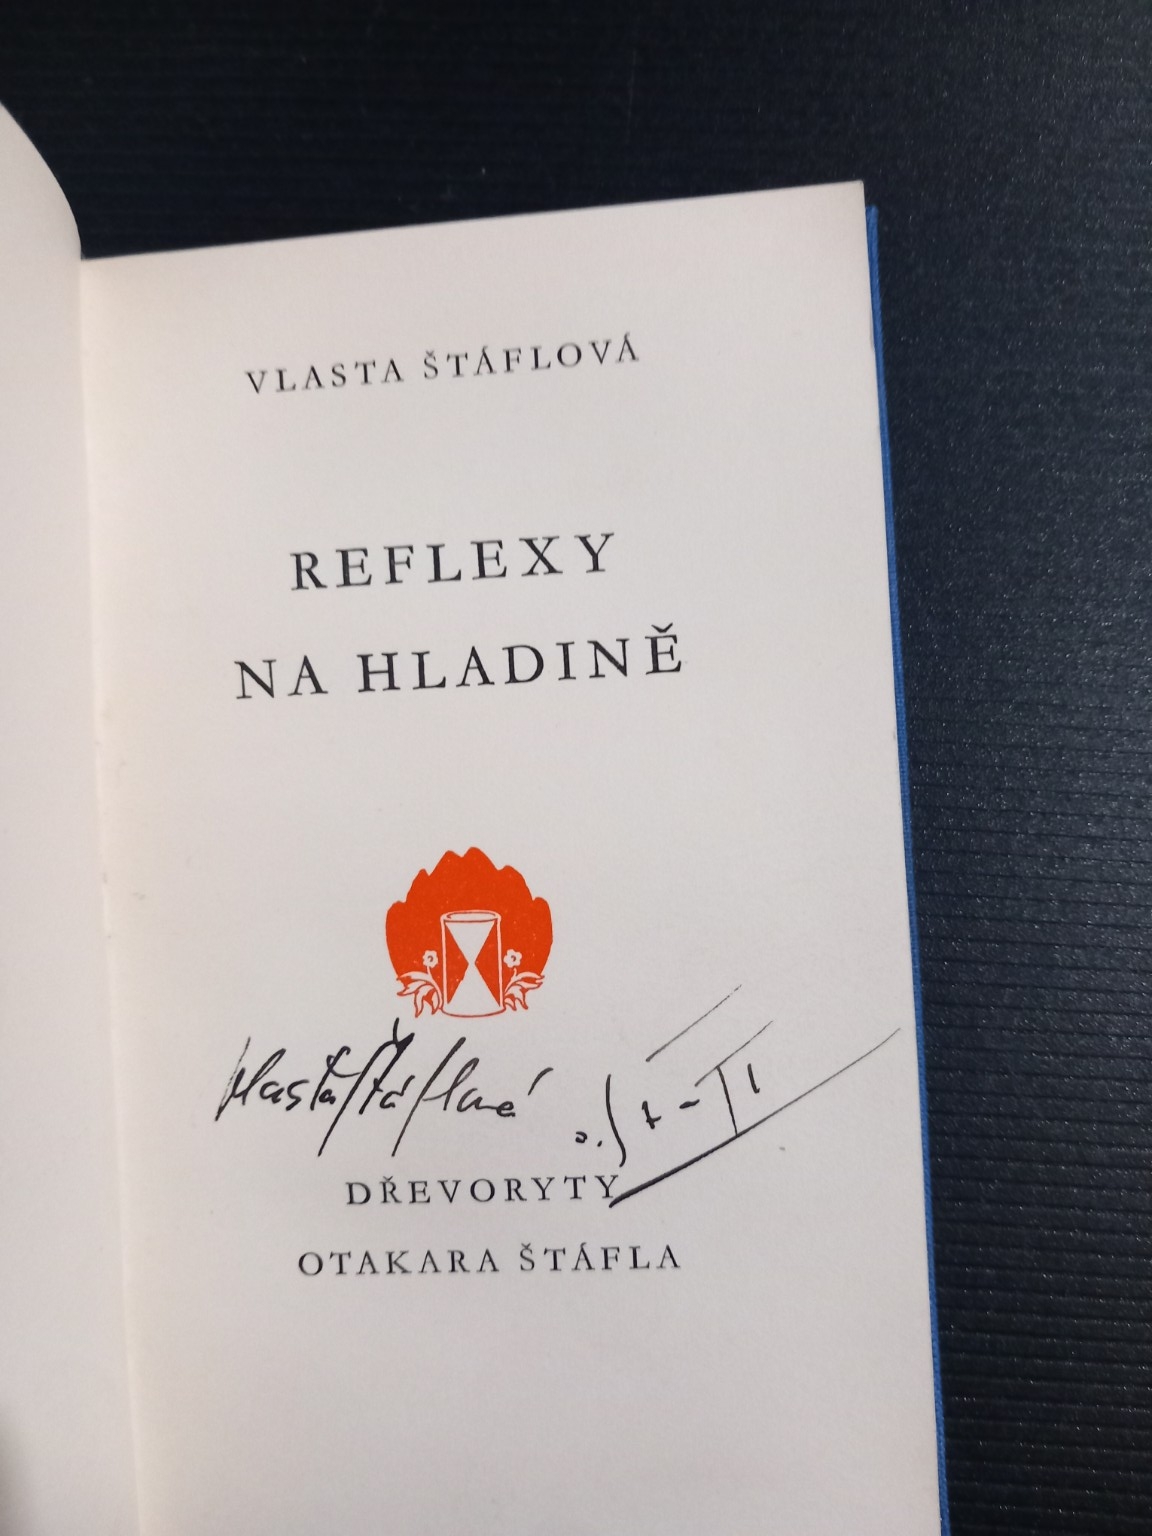 VLASTA ŠTÁFLOVÁ
REFLEXY
NA HLADINĚ
Vlasta Štáflová
DŘEVORYTY
OTAKARA ŠTÁFLA